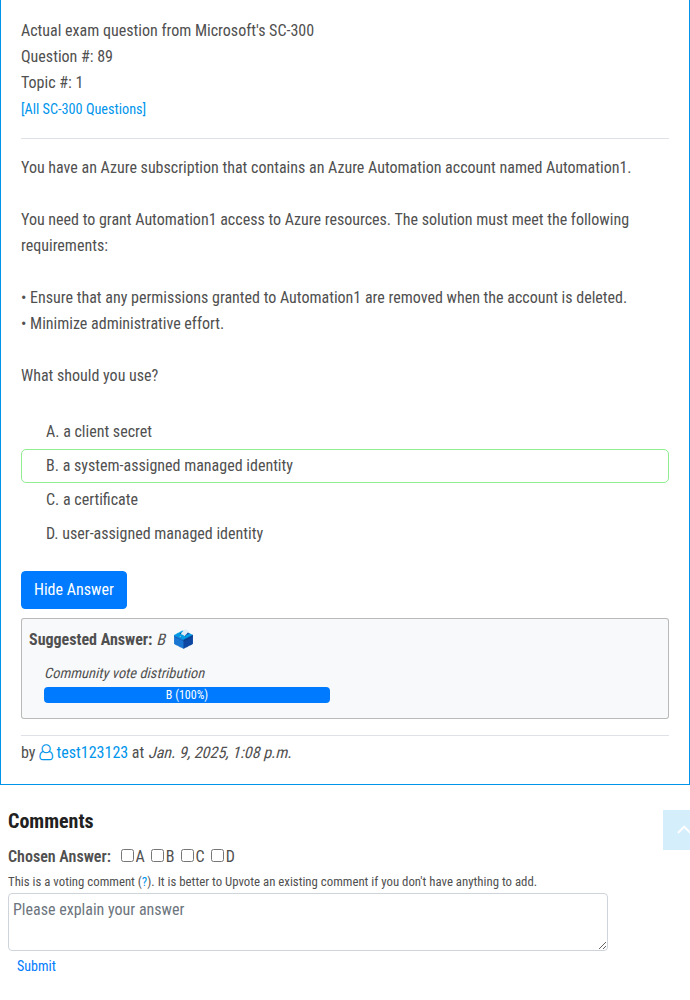 Actual exam question from Microsoft's SC-300
Question #: 89
Topic #: 1
[All SC-300 Questions]
You have an Azure subscription that contains an Azure Automation account named Automation1.
You need to grant Automation1 access to Azure resources. The solution must meet the following
requirements:
• Ensure that any permissions granted to Automation1 are removed when the account is deleted.
• Minimize administrative effort.
What should you use?
A. a client secret
B. a system-assigned managed identity
C. a certificate
D. user-assigned managed identity
Hide Answer
Suggested Answer: B
Community vote distribution
B (100%)
by test123123 at Jan. 9, 2025, 1:08 p.m.
Comments
Chosen Answer: A B C D
This is a voting comment (?). It is better to Upvote an existing comment if you don't have anything to add.
Please explain your answer
Submit